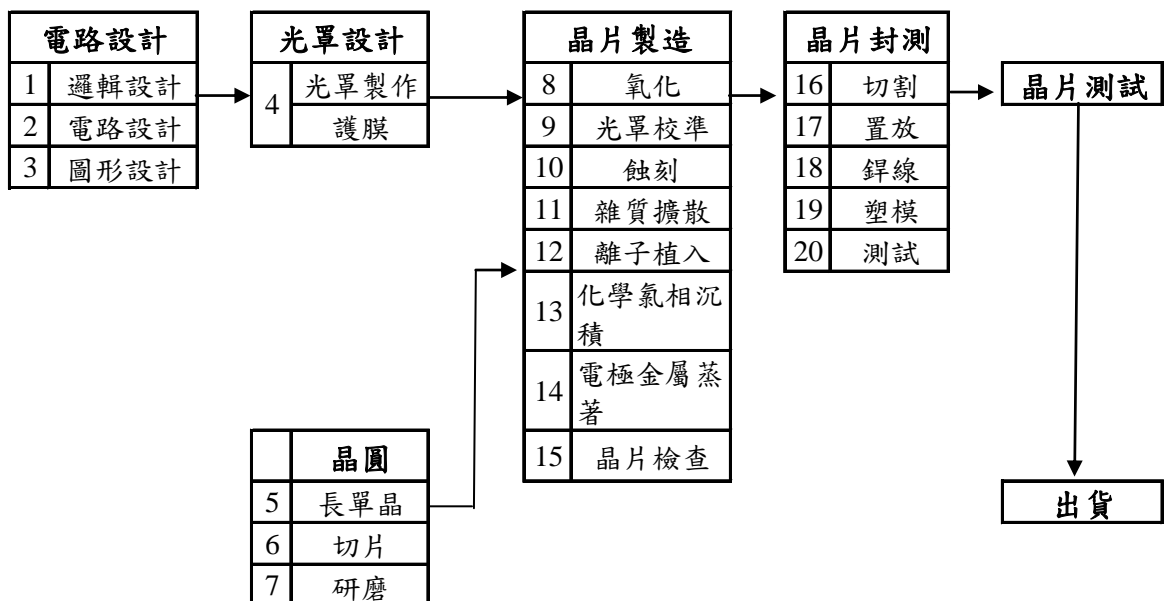 電路設計
1 邏輯設計
2 電路設計
3 圖形設計
光罩設計
4 光罩製作
護膜
晶圓
5 長單晶
6 切片
7 研磨
晶片製造
8 氧化
9 光罩校準
10 蝕刻
11 雜質擴散
12 離子植入
13 化學氣相沉
積
14 電極金屬蒸
著
15 晶片檢查
晶片封測
16 切割
17 置放
18 銲線
19 塑模
20 測試
晶片測試
出貨